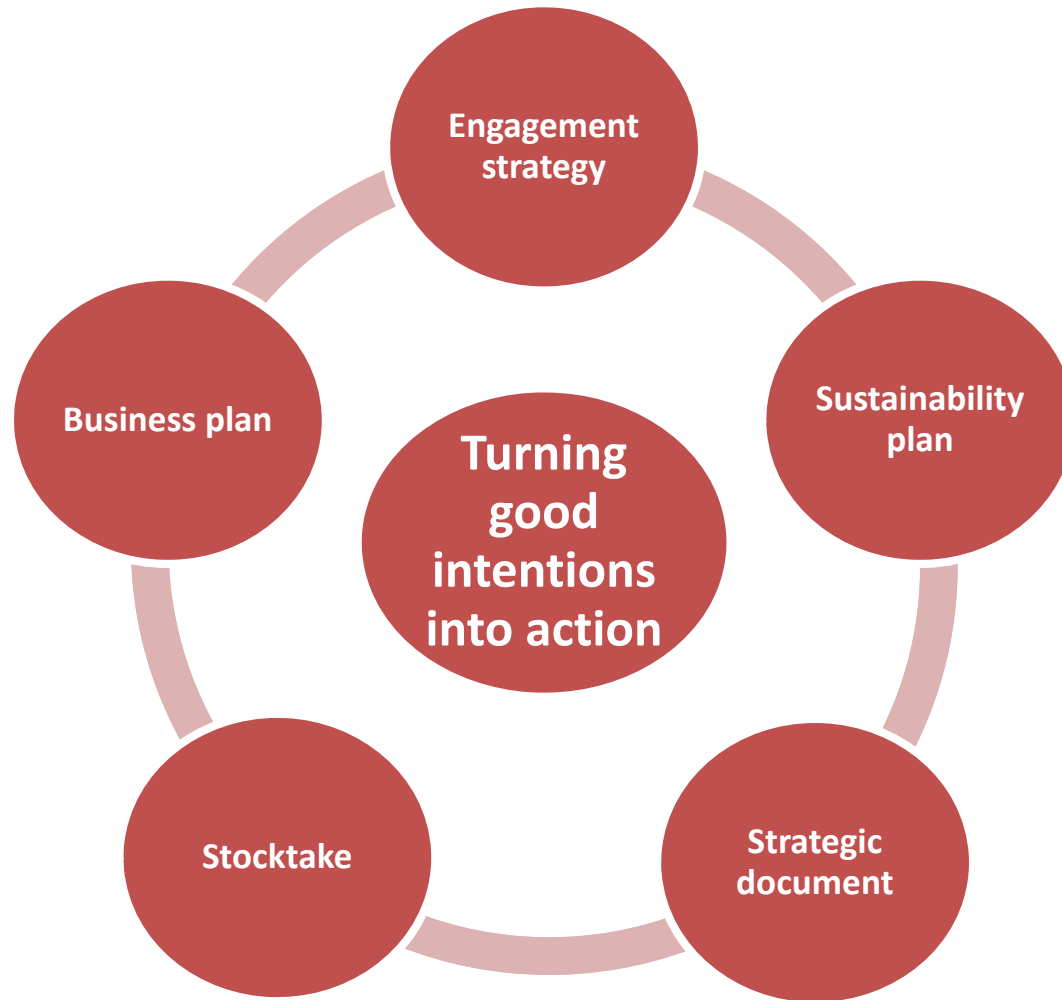 Engagement
strategy
Sustainability
plan
Business plan
Turning
good
intentions
into action
Stocktake
Strategic
document